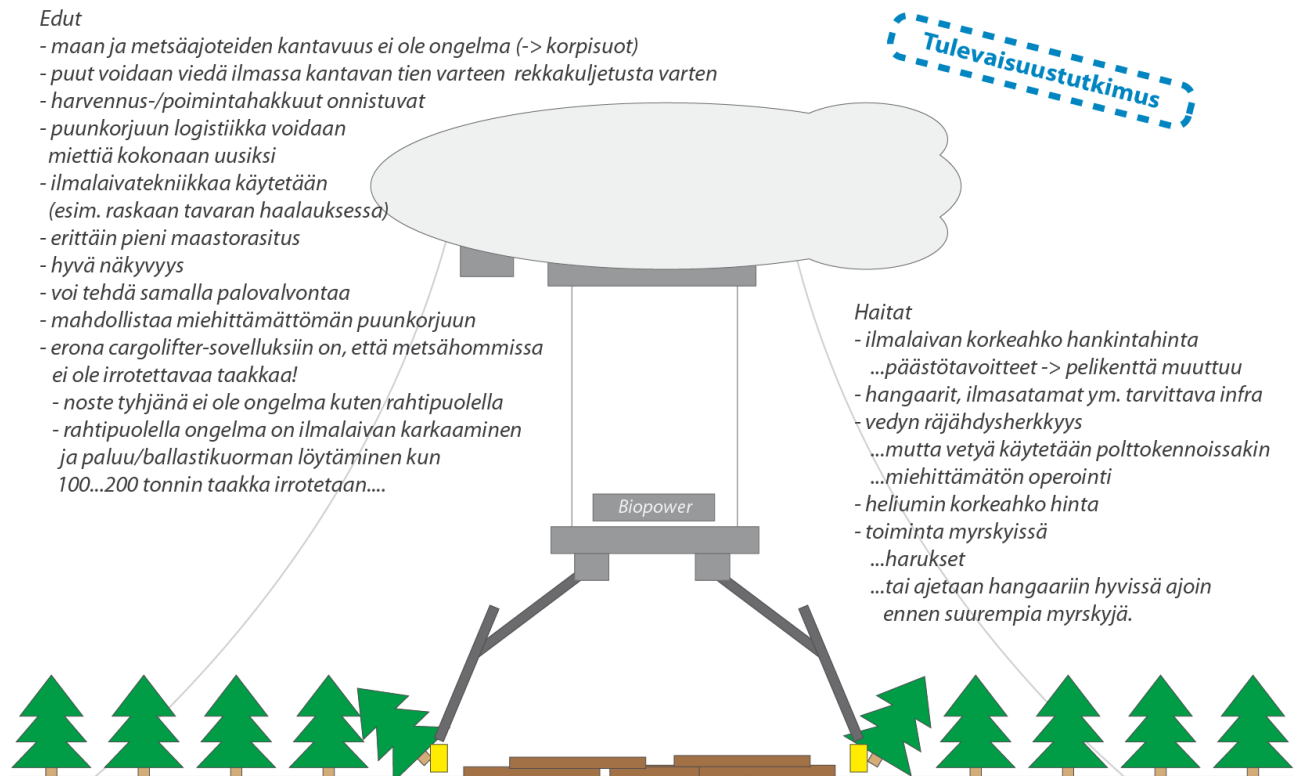 Edut
- maan ja metsäajoteiden kantavuus ei ole ongelma (-> korpisuot)
- puut voidaan viedä ilmassa kantavan tien varteen rekkakuljetusta varten
- harvennus-/poimintahakkuut onnistuvat
- puunkorjuun logistiikka voidaan
miettiä kokonaan uusiksi
- ilmalaivatekniikkaa käytetään
(esim. raskaan tavaran haalauksessa)
- erittäin pieni maastorasitus
- hyvä näkyvyys
- voi tehdä samalla palovalvontaa
- mahdollistaa miehittämättömän puunkorjuun
- erona cargolifter-sovelluksiin on, että metsähommissa
ei ole irrotettavaa taakkaa!
- noste tyhjänä ei ole ongelma kuten rahtipuolella
- rahtipuolella ongelma on ilmalaivan karkaaminen
ja paluu/ballastikuorman löytäminen kun
100...200 tonnin taakka irrotetaan....
Tulevaisuustutkimus
Haitat
- ilmalaivan korkeahko hankintahinta
...päästötavoitteet -> pelikenttä muuttuu
- hangaarit, ilmasatamat ym. tarvittava infra
- vedyn räjähdysherkkyys
...mutta vetyä käytetään polttokennoissakin
...miehittämätön operointi
- heliumin korkeahko hinta
- toiminta myrskyissä
...harukset
...tai ajetaan hangaariin hyvissä ajoin
ennen suurempia myrskyjä.
Biopower